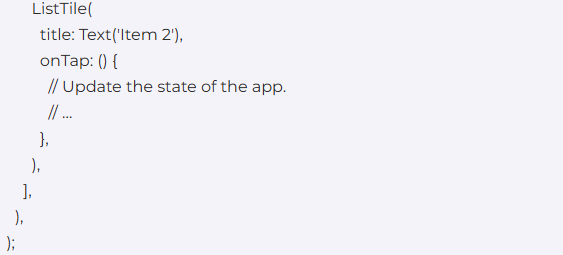 ListTile(
title: Text('Item 2'),
onTap: () {
// Update the state of the app.
// ...
},
),
],
),
);